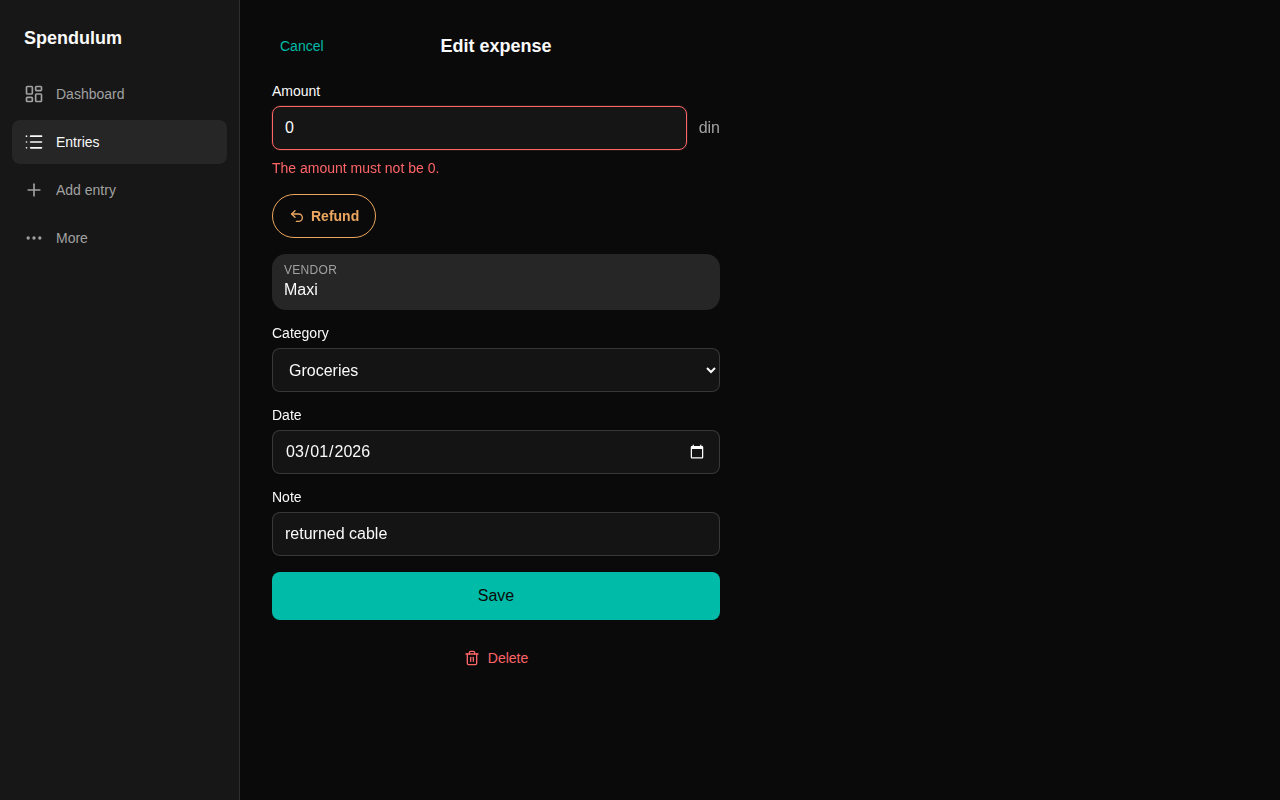 Spendulum
Dashboard
Entries
Add entry
More
Cancel
Edit expense
Amount
0 din
The amount must not be 0.
Refund
VENDOR
Maxi
Category
Groceries
Date
03/01/2026
Note
returned cable
Save
Delete